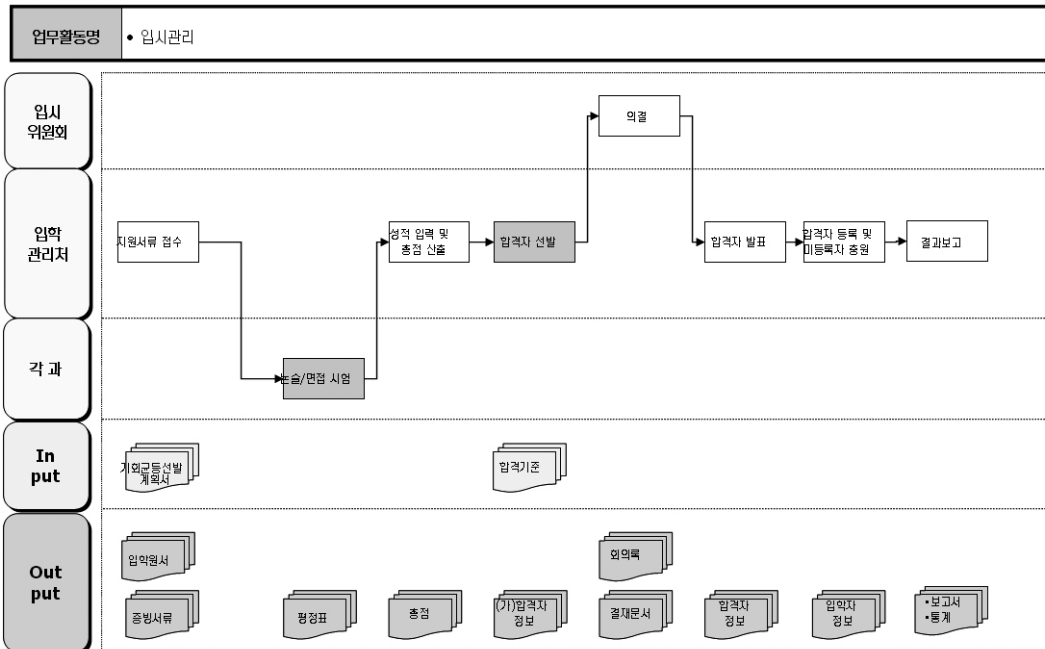 업무활동명
• 입시관리
입시
위원회
의결
입학
관리처
지원서류 접수
성적 입력 및
총점 산출
합격자 선발
합격자 발표
합격자 등록 및
미등록자 충원
결과보고
각 과
논술/면접 시험
In
put
기회균등선발
계획서
합격기준
Out
put
입학원서
회의록
증빙서류
평정표
총점
(가)합격자
정보
결재문서
합격자
정보
입학자
정보
•보고서
•통계